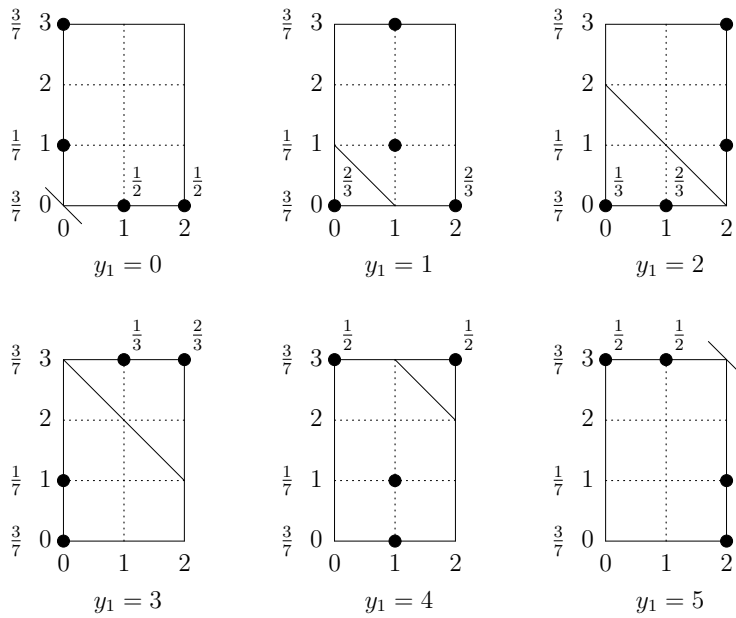 3/7 3
2
1/7 1
1/2 1/2
3/7 0
0 1 2
y₁ = 0
3/7 3
2
1/7 1
2/3 2/3
3/7 0
0 1 2
y₁ = 1
3/7 3
2
1/7 1
1/3 2/3
3/7 0
0 1 2
y₁ = 2
1/3 2/3
3/7 3
2
1/7 1
3/7 0
0 1 2
y₁ = 3
1/2 1/2
3/7 3
2
1/7 1
3/7 0
0 1 2
y₁ = 4
1/2 1/2
3/7 3
2
1/7 1
3/7 0
0 1 2
y₁ = 5